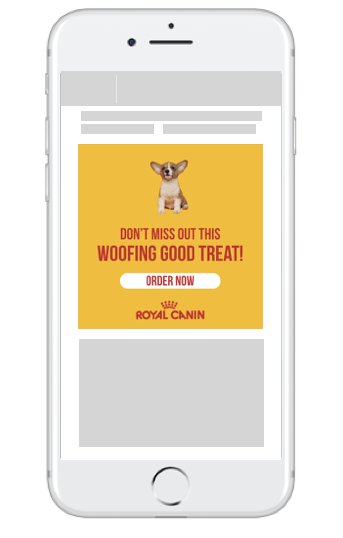 DON'T MISS OUT THIS
WOOFING GOOD TREAT!
ORDER NOW
ROYAL CANIN